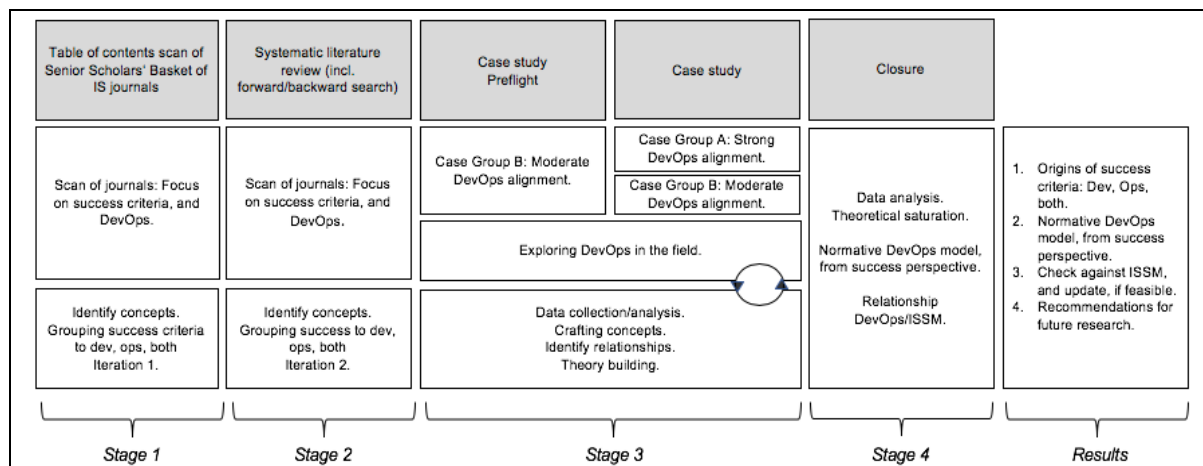 Table of contents scan of
Senior Scholars' Basket of
IS journals
Systematic literature
review (incl.
forward/backward search)
Case study
Preflight
Case study
Closure
Scan of journals: Focus
on success criteria, and
DevOps.
Scan of journals: Focus
on success criteria, and
DevOps.
Case Group B: Moderate
DevOps alignment.
Case Group A: Strong
DevOps alignment.
Case Group B: Moderate
DevOps alignment.
Exploring DevOps in the field.
Data analysis.
Theoretical saturation.
Normative DevOps model,
from success perspective.
Relationship
DevOps/ISSM.
1. Origins of success
criteria: Dev, Ops,
both.
2. Normative DevOps
model, from success
perspective.
3. Check against ISSM,
and update, if feasible.
4. Recommendations for
future research.
Identify concepts.
Grouping success criteria
to dev, ops, both
Iteration 1.
Identify concepts.
Grouping success to dev,
ops, both
Iteration 2.
Data collection/analysis.
Crafting concepts.
Identify relationships.
Theory building.
Stage 1
Stage 2
Stage 3
Stage 4
Results